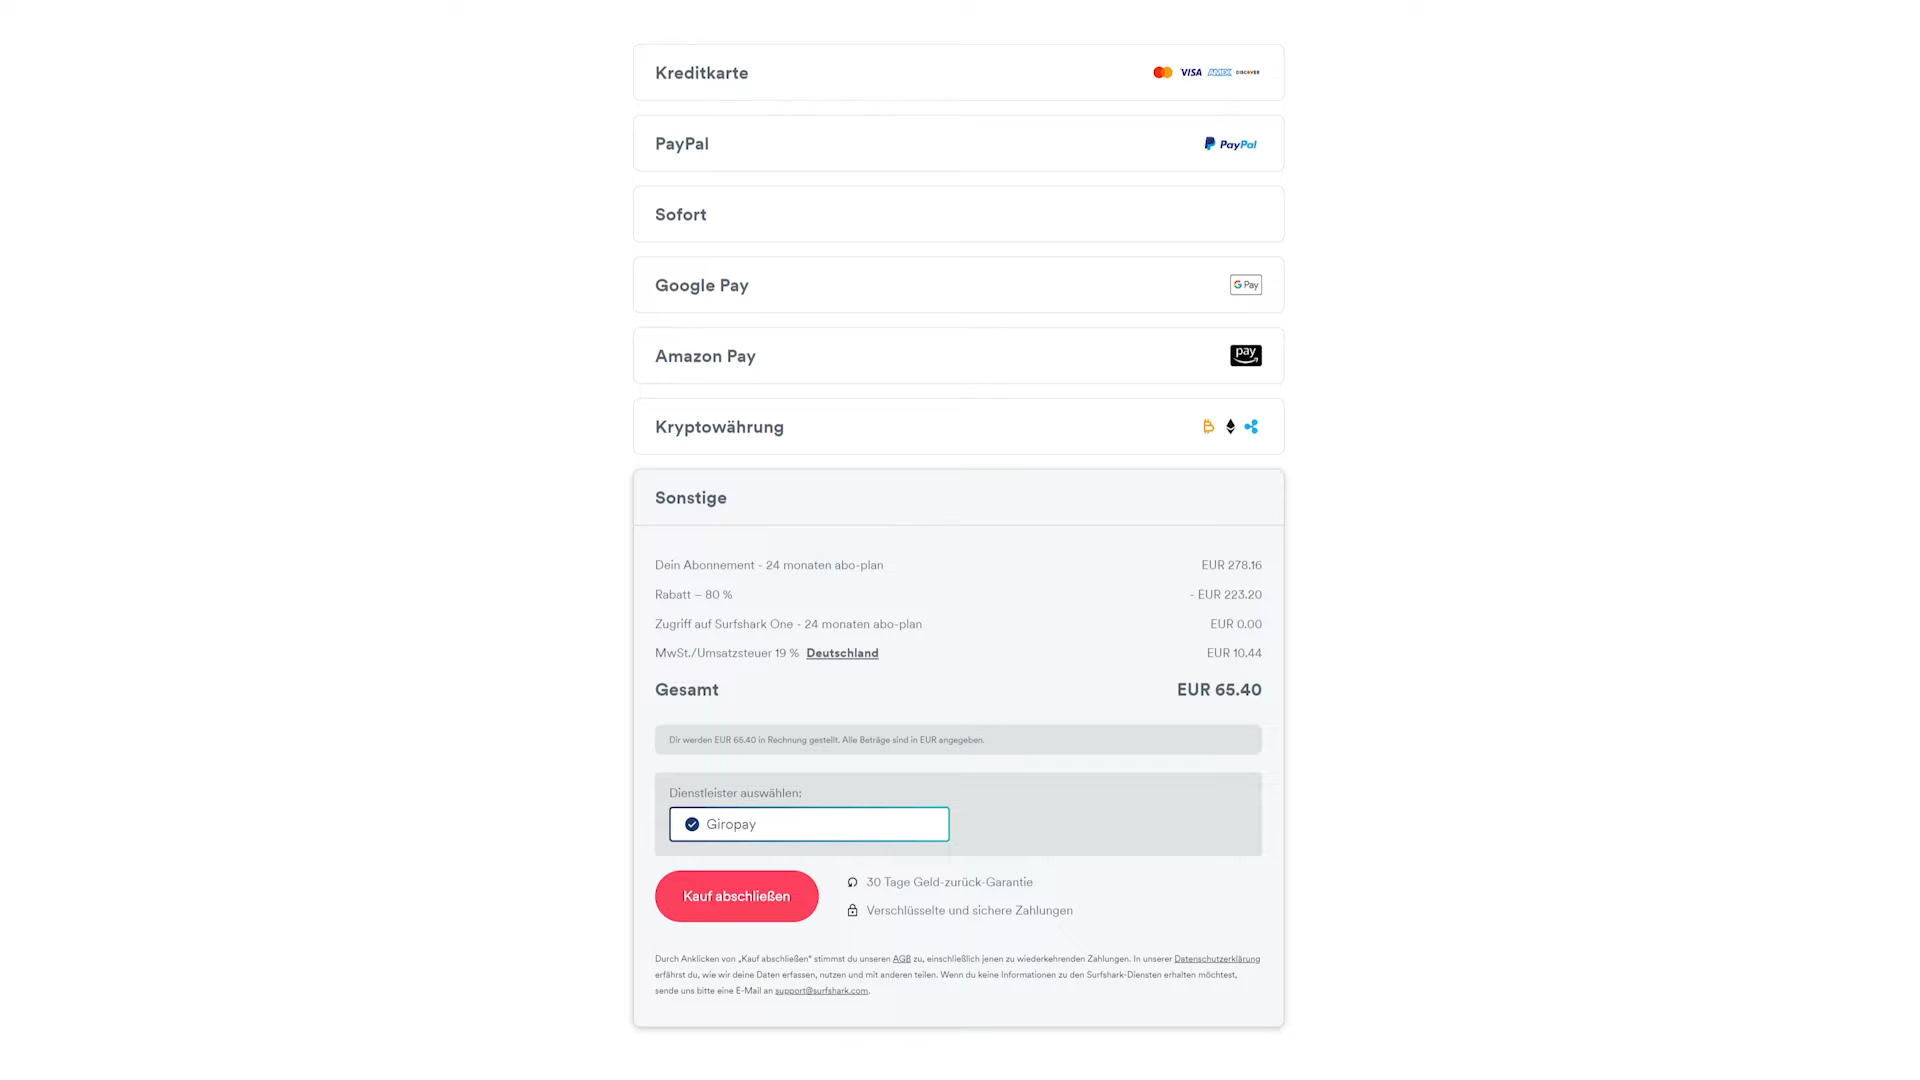 Kreditkarte VISA AMEX DISCOVER
PayPal PayPal
Sofort
Google Pay G Pay
Amazon Pay pay
Kryptowährung
Sonstige
Dein Abonnement - 24 monaten abo-plan EUR 278.16
Rabatt – 80 % - EUR 223.20
Zugriff auf Surfshark One - 24 monaten abo-plan EUR 0.00
MwSt./Umsatzsteuer 19 % Deutschland EUR 10.44
Gesamt EUR 65.40
Dir werden EUR 65.40 in Rechnung gestellt. Alle Beträge sind in EUR angegeben.
Dienstleister auswählen:
Giropay
Kauf abschließen
30 Tage Geld-zurück-Garantie
Verschlüsselte und sichere Zahlungen
Durch Anklicken von „Kauf abschließen“ stimmst du unseren AGB zu, einschließlich jenen zu wiederkehrenden Zahlungen. In unserer Datenschutzerklärung
erfährst du, wie wir deine Daten erfassen, nutzen und mit anderen teilen. Wenn du keine Informationen zu den Surfshark-Diensten erhalten möchtest,
sende uns bitte eine E-Mail an support@surfshark.com.